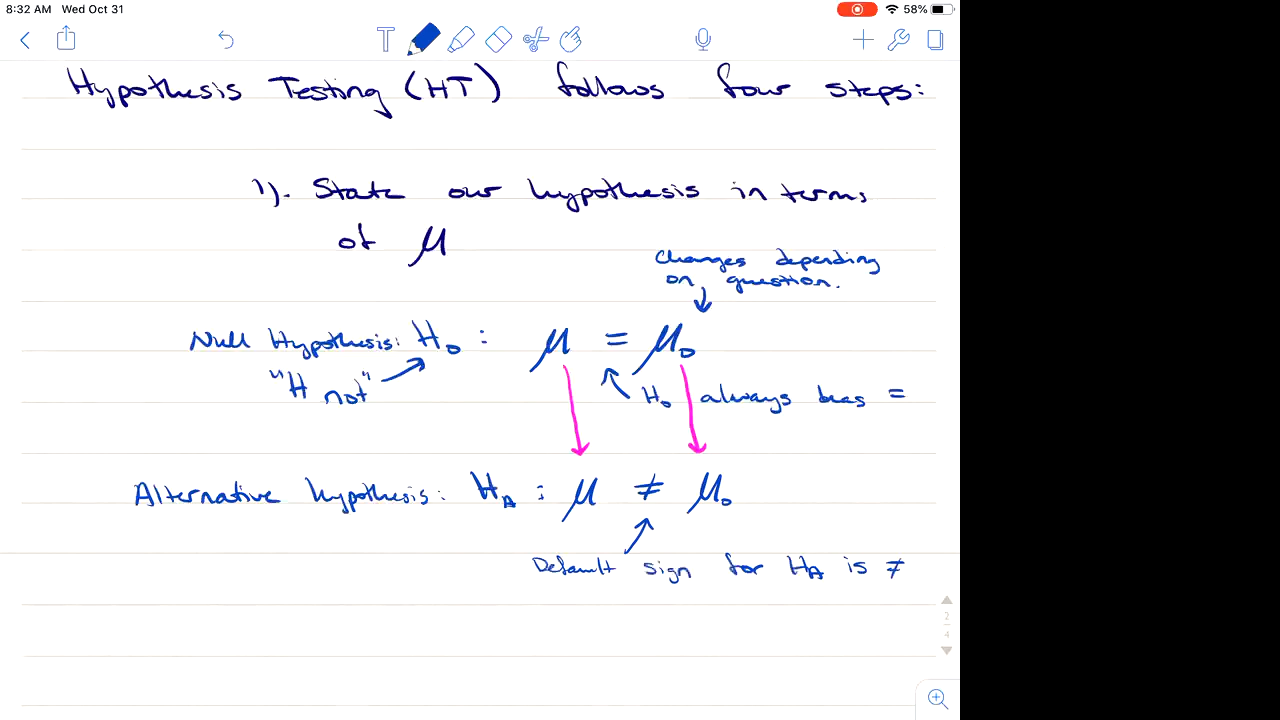 8:32 AM Wed Oct 31 58%
T
Hypothesis Testing (HT) follows four steps:
1). State our hypothesis in terms
of μ
Changes depending
on question.
Null Hypothesis: H₀ : μ = μ₀
"H not"
H₀ always has =
Alternative hypothesis: H_A : μ ≠ μ₀
Default sign for H_A is ≠
2
4